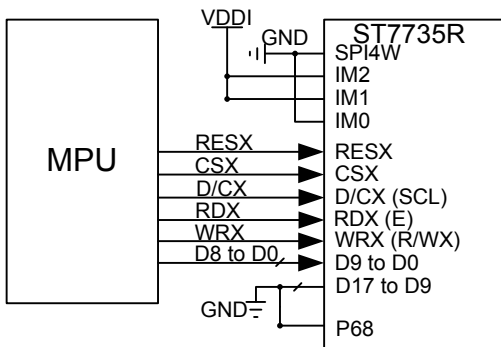 VDDI
ST7735R
GND
SPI4W
IM2
IM1
IM0
MPU
RESX
RESX
CSX
CSX
D/CX
D/CX (SCL)
RDX
RDX (E)
WRX
WRX (R/WX)
D8 to D0
D9 to D0
D17 to D9
GND
P68